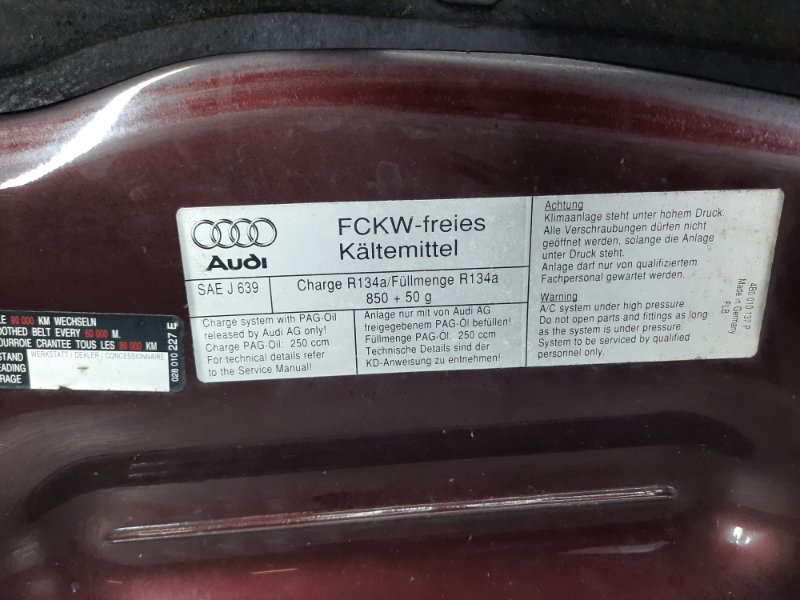 Audi
FCKW-freies
Kältemittel
SAE J 639
Charge R134a/Füllmenge R134a
850 + 50 g
Charge system with PAG-Oil
released by Audi AG only!
Charge PAG-Oil: 250 ccm
For technical details refer
to the Service Manual!
Anlage nur mit von Audi AG
freigegebenem PAG-Öl befüllen!
Füllmenge PAG-Öl: 250 ccm
Technische Details sind der
KD-Anweisung zu entnehmen!
Achtung
Klimaanlage steht unter hohem Druck.
Alle Verschraubungen dürfen nicht
geöffnet werden, solange die Anlage
unter Druck steht.
Anlage darf nur von qualifiziertem
Fachpersonal gewartet werden.
Warning
A/C system under high pressure.
Do not open parts and fittings as long
as the system is under pressure.
System to be serviced by qualified
personnel only.
4B0 010 131 P
Made in Germany
FLB
90 000 KM WECHSELN
BELT EVERY 60 000 M.
COURROIE CRANTEE TOUS LES 90 000 KM
WERKSTATT / DEALER / CONCESSIONNAIRE
028 010 227 E